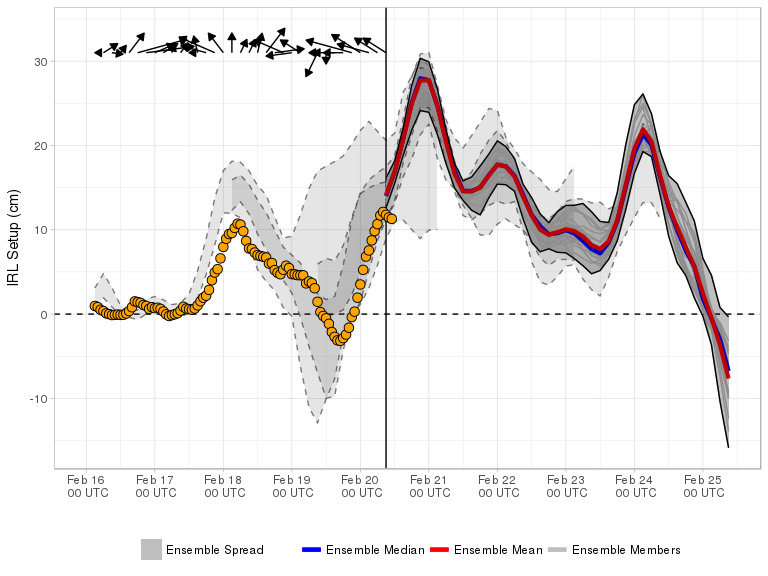 IRL Setup (cm)
30
20
10
0
-10
Feb 16 Feb 17 Feb 18 Feb 19 Feb 20 Feb 21 Feb 22 Feb 23 Feb 24 Feb 25
00 UTC 00 UTC 00 UTC 00 UTC 00 UTC 00 UTC 00 UTC 00 UTC 00 UTC 00 UTC
Ensemble Spread Ensemble Median Ensemble Mean Ensemble Members